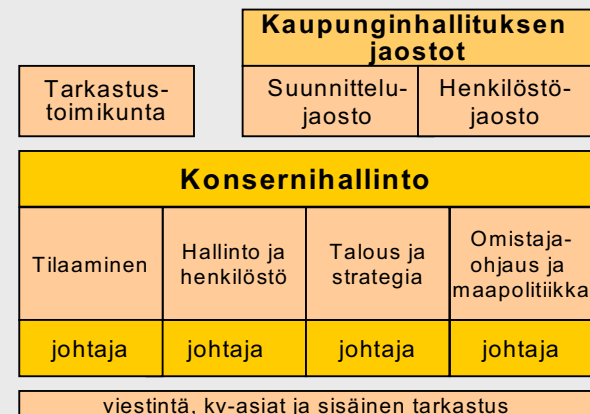 Kaupunginhallituksen
jaostot
Tarkastus-
toimikunta
Suunnittelu-
jaosto
Henkilöstö-
jaosto
Konsernihallinto
Tilaaminen
Hallinto ja
henkilöstö
Talous ja
strategia
Omistaja-
ohjaus ja
maapolitiikka
johtaja
johtaja
johtaja
johtaja
viestintä, kv-asiat ja sisäinen tarkastus